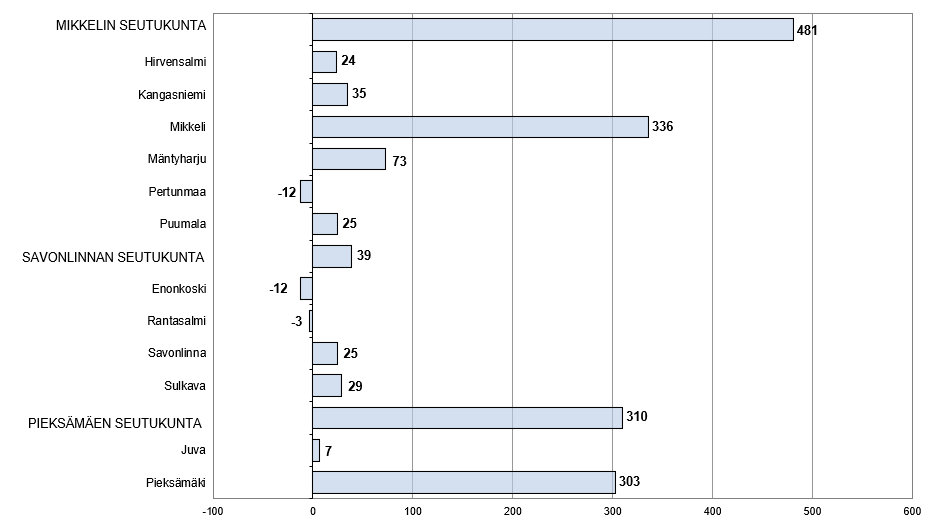 MIKKELIN SEUTUKUNTA 481
Hirvensalmi 24
Kangasniemi 35
Mikkeli 336
Mäntyharju 73
Pertunmaa -12
Puumala 25
SAVONLINNAN SEUTUKUNTA 39
Enonkoski -12
Rantasalmi -3
Savonlinna 25
Sulkava 29
PIEKSÄMÄEN SEUTUKUNTA 310
Juva 7
Pieksämäki 303
-100 0 100 200 300 400 500 600